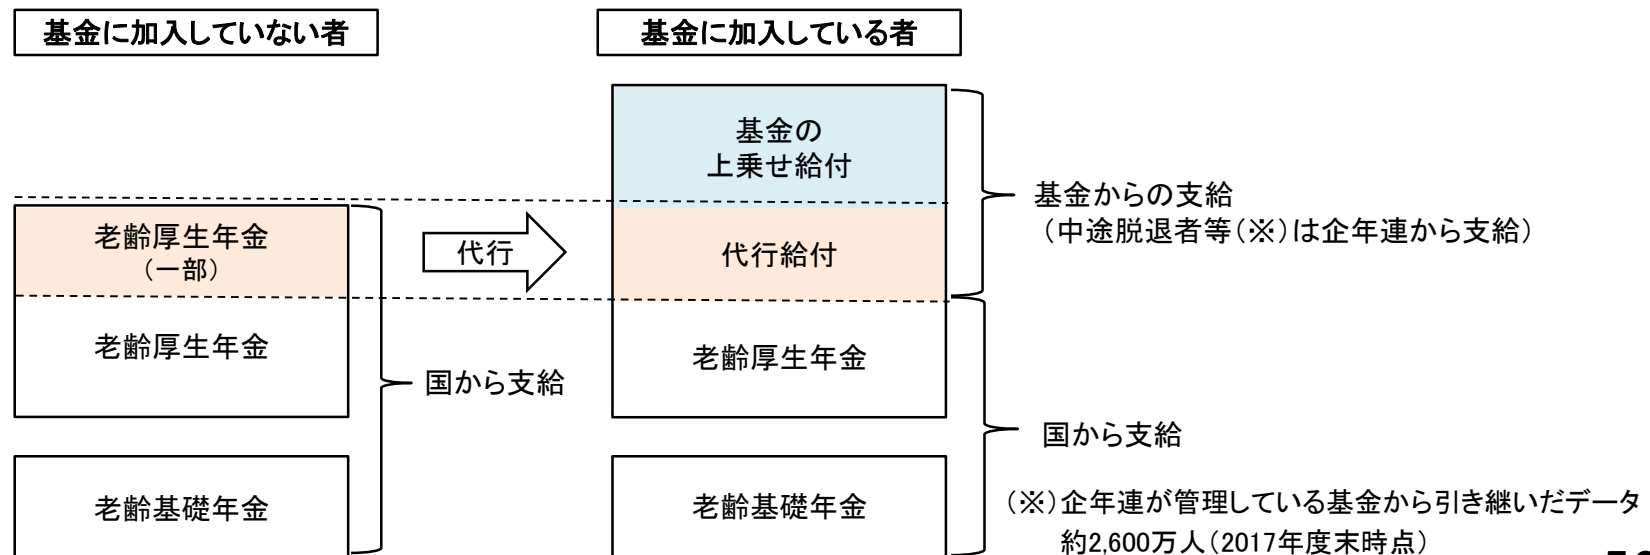 基金に加入していない者
基金に加入している者
基金の
上乗せ給付
基金からの支給
（中途脱退者等（※）は企年連から支給）
老齢厚生年金
（一部）
代行
代行給付
老齢厚生年金
国から支給
老齢厚生年金
国から支給
老齢基礎年金
老齢基礎年金
（※）企年連が管理している基金から引き継いだデータ
約2,600万人（2017年度末時点）